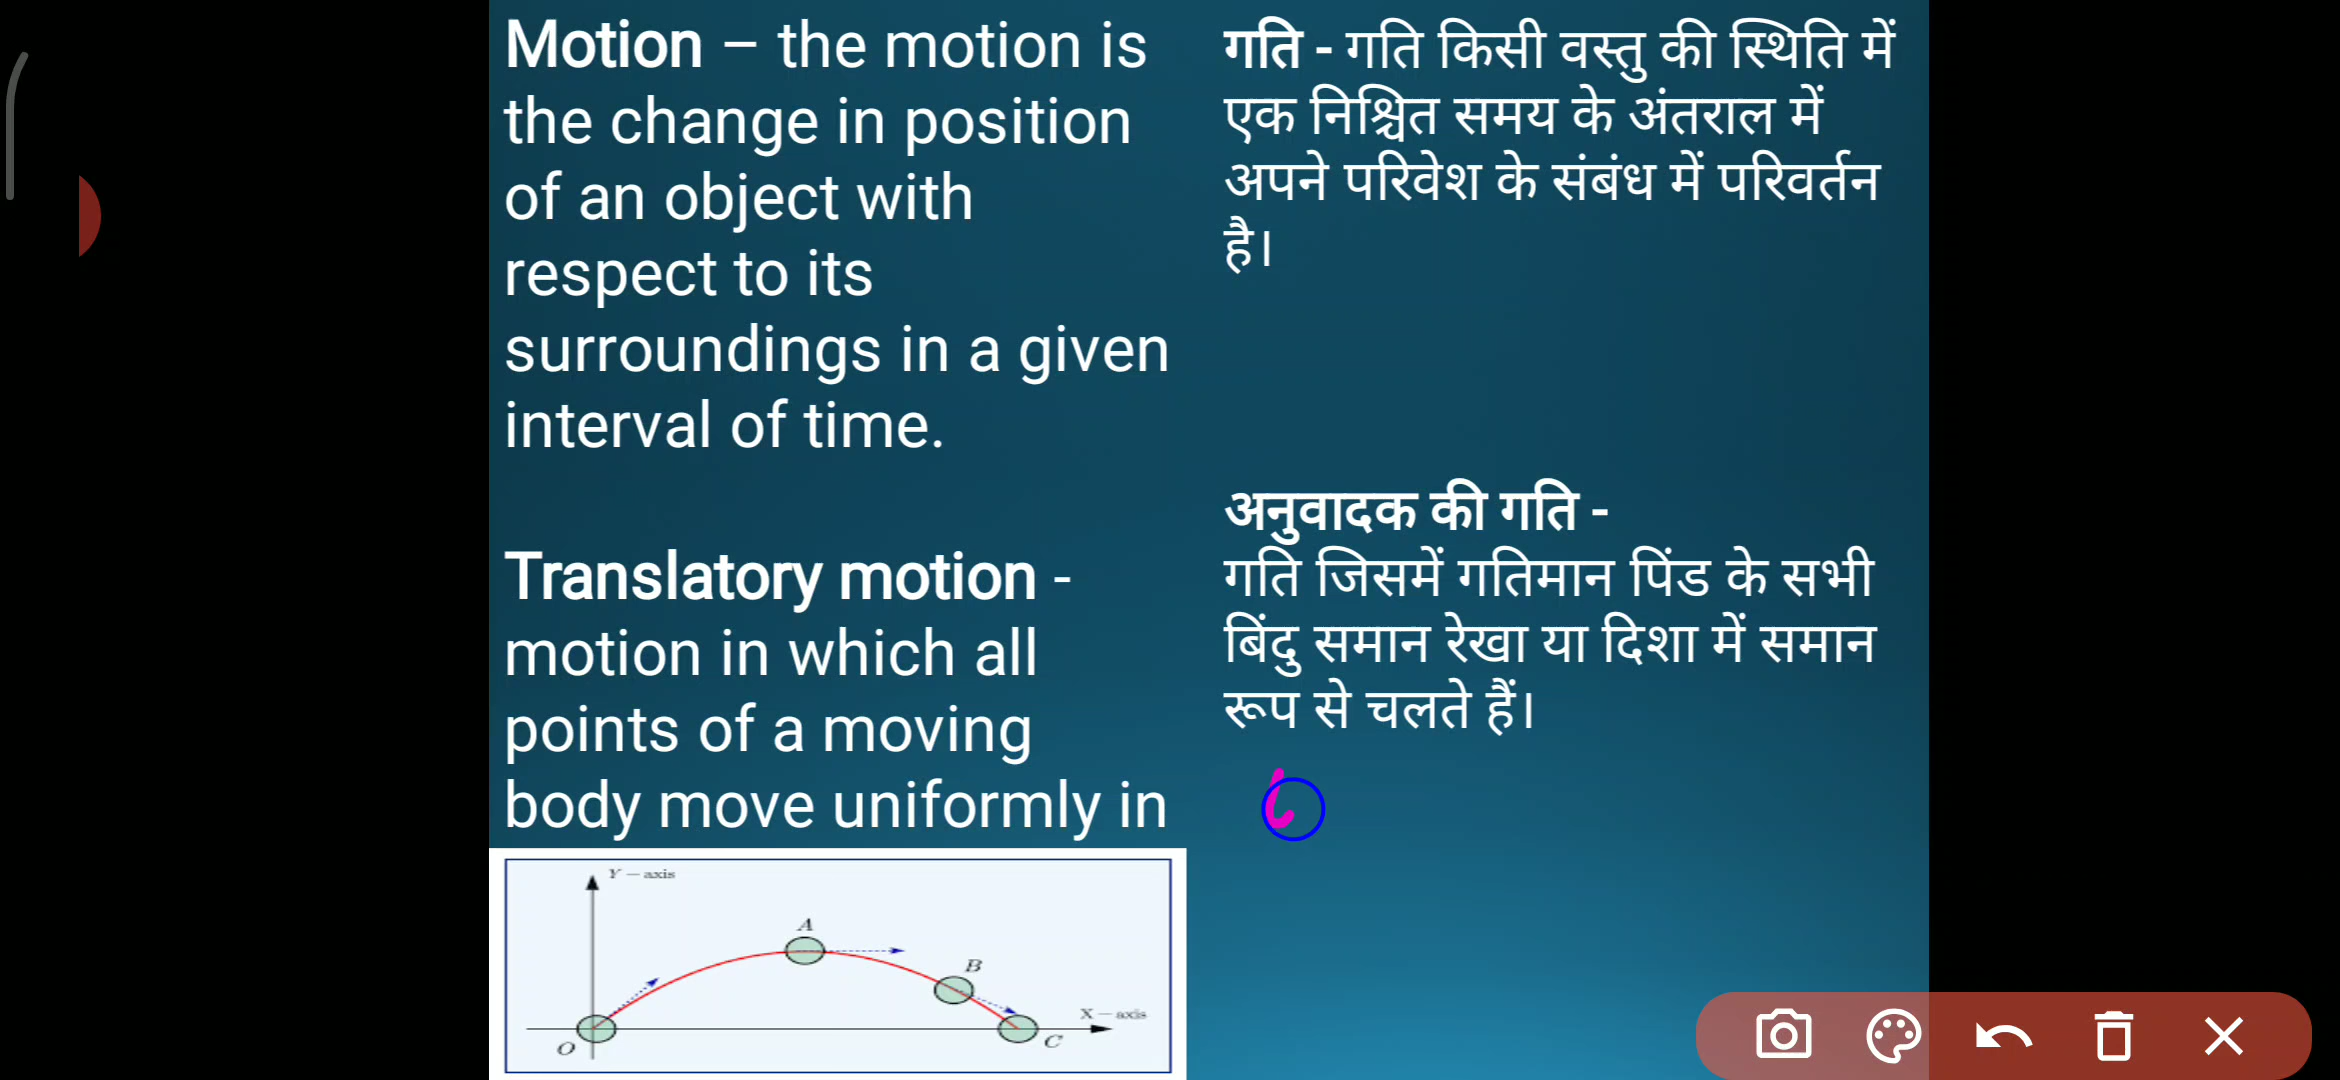 Motion – the motion is
the change in position
of an object with
respect to its
surroundings in a given
interval of time.
Translatory motion -
motion in which all
points of a moving
body move uniformly in
गति - गति किसी वस्तु की स्थिति में
एक निश्चित समय के अंतराल में
अपने परिवेश के संबंध में परिवर्तन
है।
अनुवादक की गति -
गति जिसमें गतिमान पिंड के सभी
बिंदु समान रेखा या दिशा में समान
रूप से चलते हैं।
Y – axis
A
B
X – axis
O
C